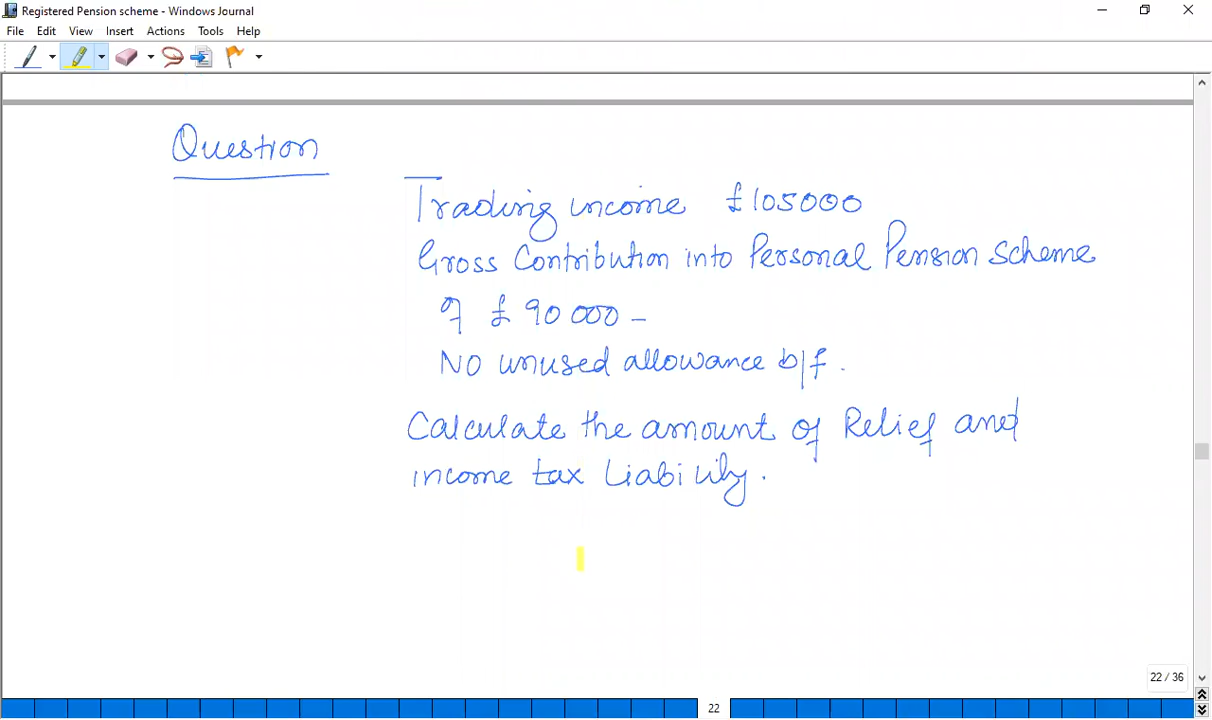 Registered Pension scheme - Windows Journal
File Edit View Insert Actions Tools Help
Question
Trading income £105000
Gross Contribution into Personal Pension Scheme
of £ 90 000 –
No unused allowance b/f.
Calculate the amount of Relief and
income tax Liability.
22 / 36
22